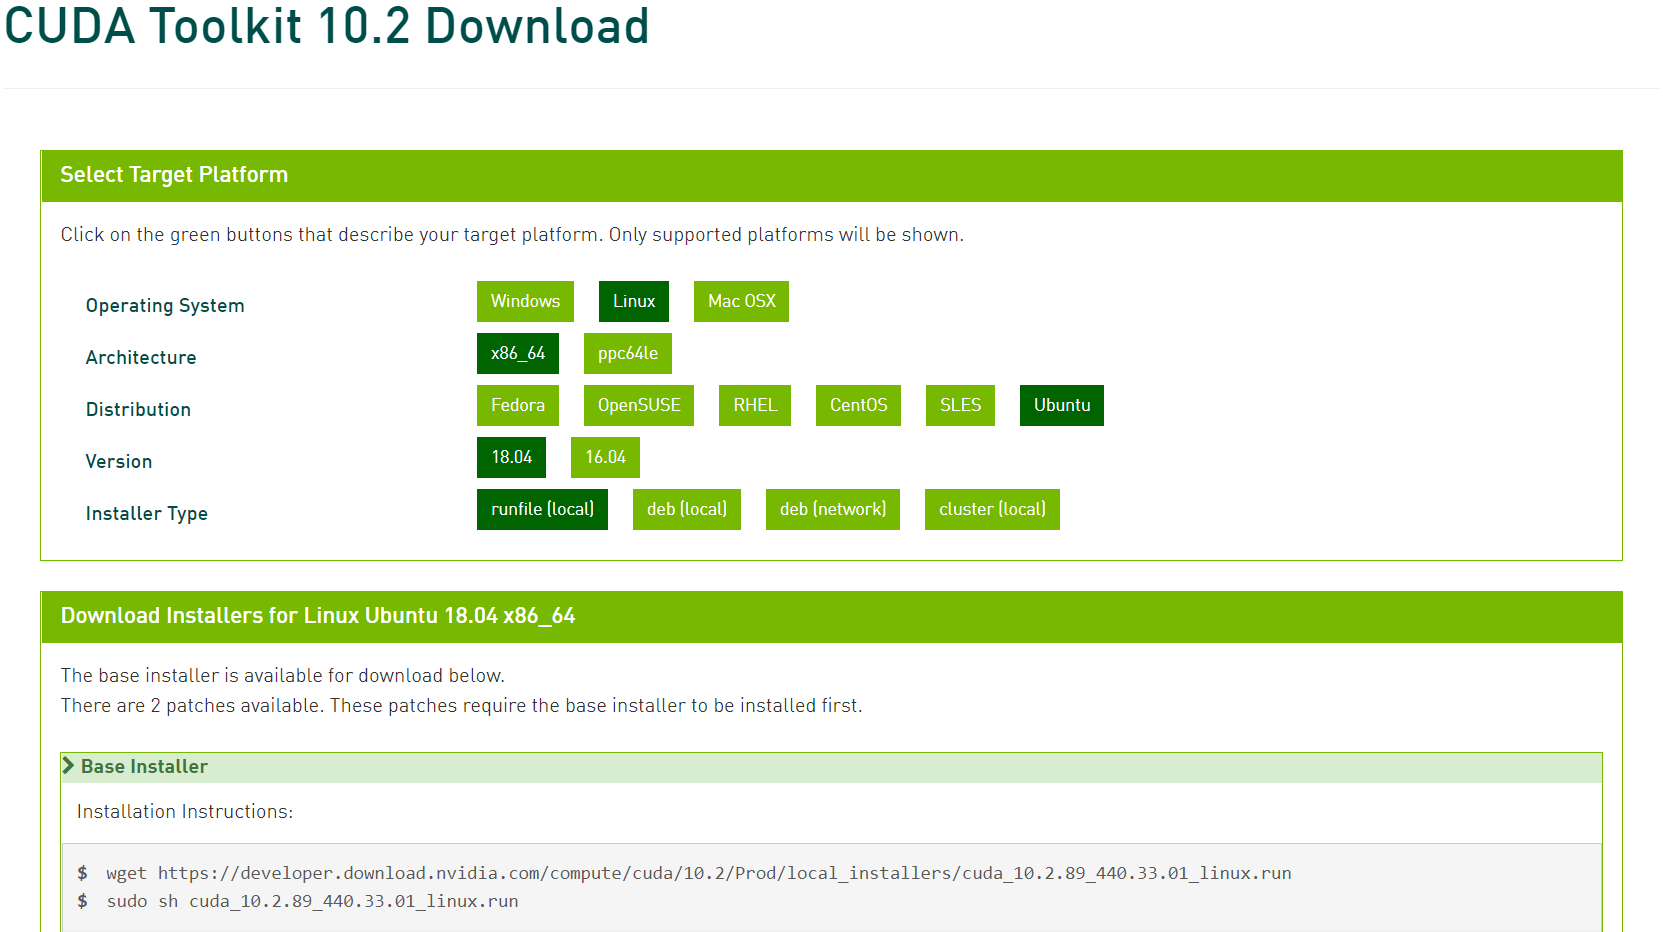 CUDA Toolkit 10.2 Download
Select Target Platform
Click on the green buttons that describe your target platform. Only supported platforms will be shown.
Operating System Windows Linux Mac OSX
Architecture x86_64 ppc64le
Distribution Fedora OpenSUSE RHEL CentOS SLES Ubuntu
Version 18.04 16.04
Installer Type runfile (local) deb (local) deb (network) cluster (local)
Download Installers for Linux Ubuntu 18.04 x86_64
The base installer is available for download below.
There are 2 patches available. These patches require the base installer to be installed first.
Base Installer
Installation Instructions:
$ wget https://developer.download.nvidia.com/compute/cuda/10.2/Prod/local_installers/cuda_10.2.89_440.33.01_linux.run
$ sudo sh cuda_10.2.89_440.33.01_linux.run